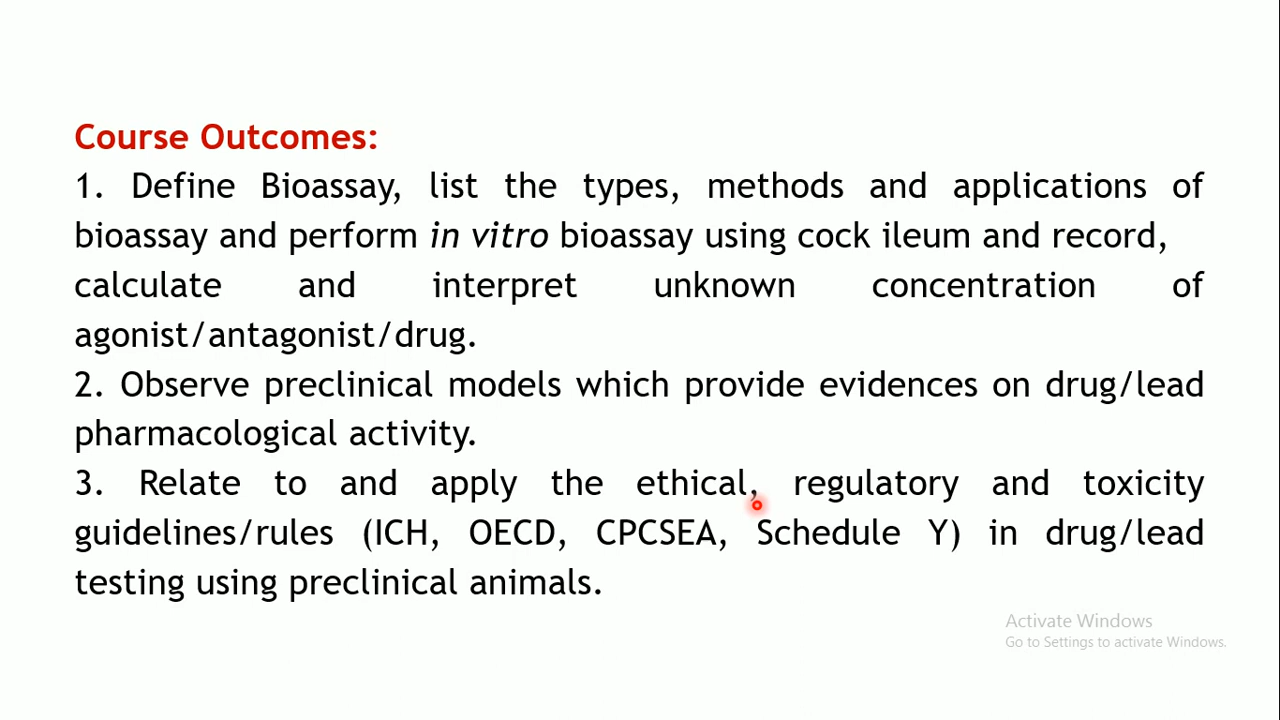 Course Outcomes:
1. Define Bioassay, list the types, methods and applications of
bioassay and perform in vitro bioassay using cock ileum and record,
calculate and interpret unknown concentration of
agonist/antagonist/drug.
2. Observe preclinical models which provide evidences on drug/lead
pharmacological activity.
3. Relate to and apply the ethical, regulatory and toxicity
guidelines/rules (ICH, OECD, CPCSEA, Schedule Y) in drug/lead
testing using preclinical animals.
Activate Windows
Go to Settings to activate Windows.